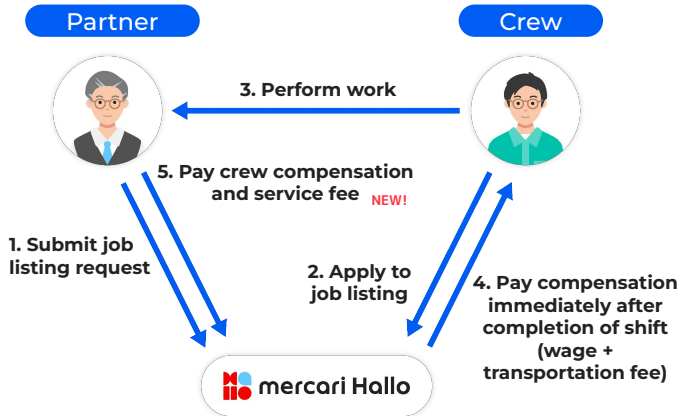 Partner
Crew
3. Perform work
5. Pay crew compensation
and service fee NEW!
1. Submit job
listing request
2. Apply to
job listing
4. Pay compensation
immediately after
completion of shift
(wage +
transportation fee)
mercari Hallo